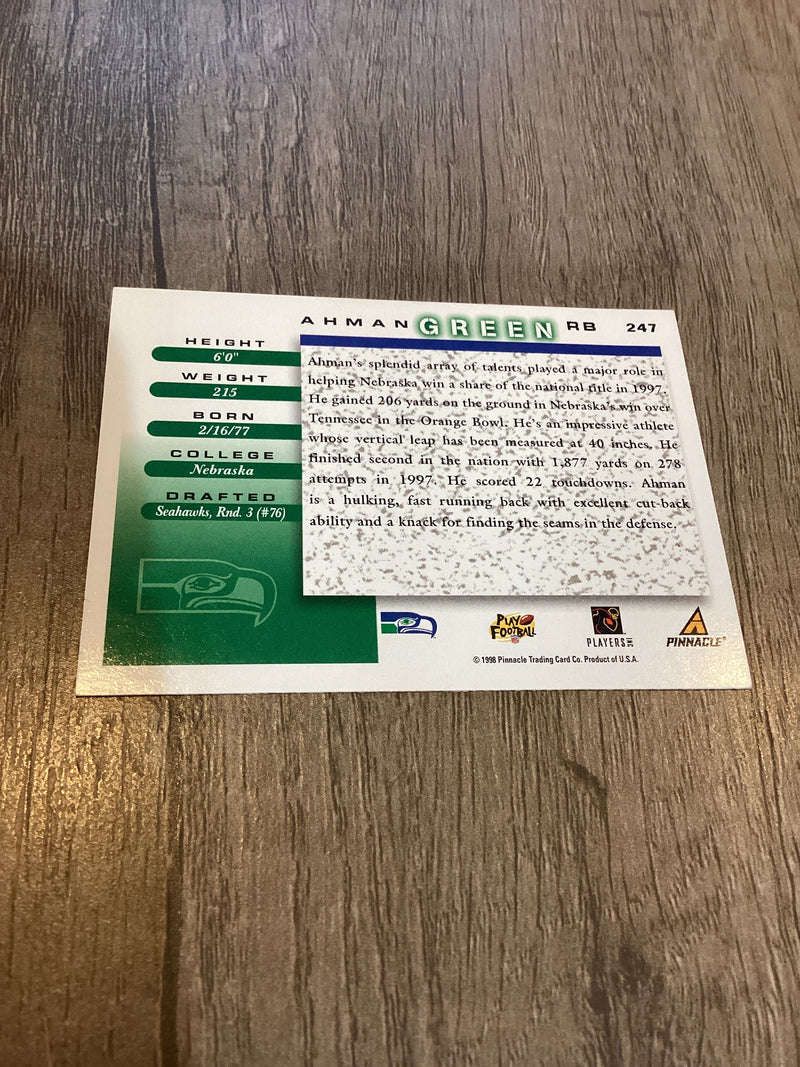 AHMAN GREEN RB 247
HEIGHT
6'0"
WEIGHT
215
BORN
2/16/77
COLLEGE
Nebraska
DRAFTED
Seahawks, Rnd. 3 (#76)
Ahman's splendid array of talents played a major role in
helping Nebraska win a share of the national title in 1997.
He gained 206 yards on the ground in Nebraska's win over
Tennessee in the Orange Bowl. He's an impressive athlete
whose vertical leap has been measured at 40 inches. He
finished second in the nation with 1,877 yards on 278
attempts in 1997. He scored 22 touchdowns. Ahman
is a hulking, fast running back with excellent cut-back
ability and a knack for finding the seams in the defense.
PLAY
FOOTBALL
PLAYERS INC
PINNACLE®
© 1998 Pinnacle Trading Card Co. Product of U.S.A.